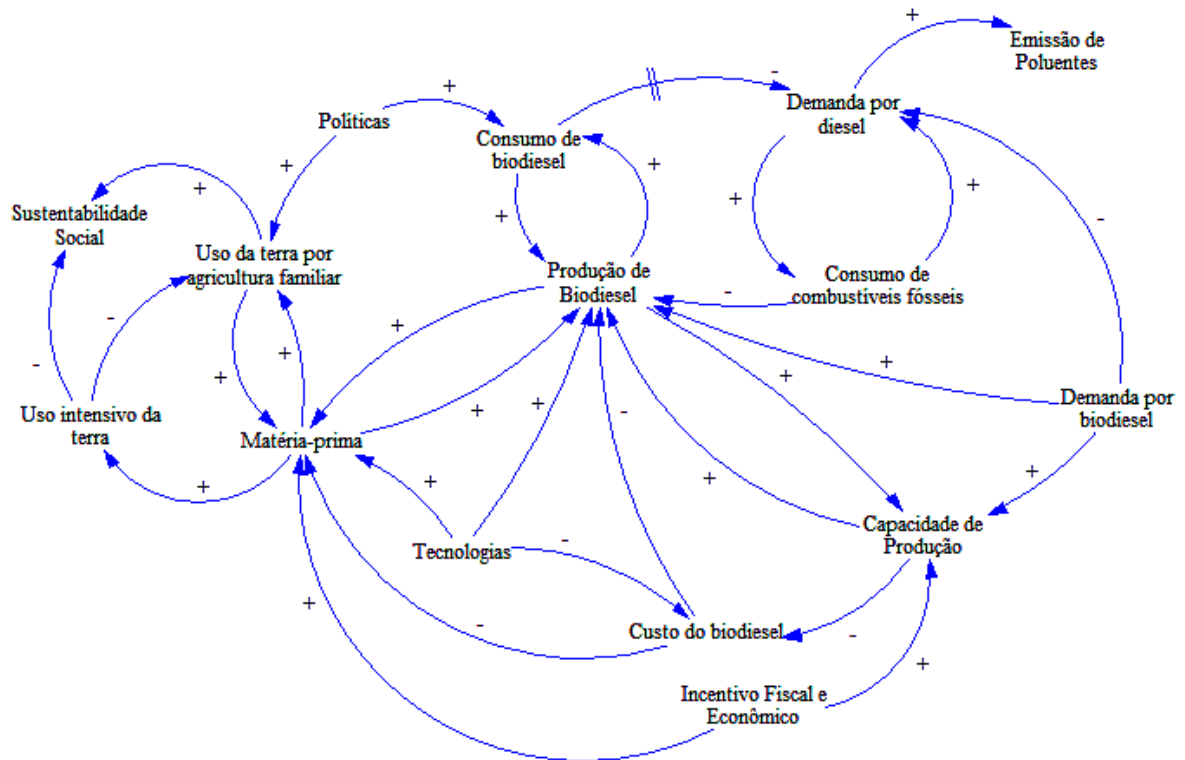 +
Emissão de
Poluentes
+
-
Demanda por
diesel
Políticas
Consumo de
biodiesel
+
+
+
-
Sustentabilidade
Social
+
+
+
+
Uso da terra por
agricultura familiar
Produção de
Biodiesel
-
Consumo de
combustíveis fósseis
-
+
+
+
-
+
+
+
+
-
Uso intensivo da
terra
Matéria-prima
Demanda por
biodiesel
+
+
+
+
Capacidade de
Produção
Tecnologias
-
+
-
Custo do biodiesel
-
+
Incentivo Fiscal e
Econômico